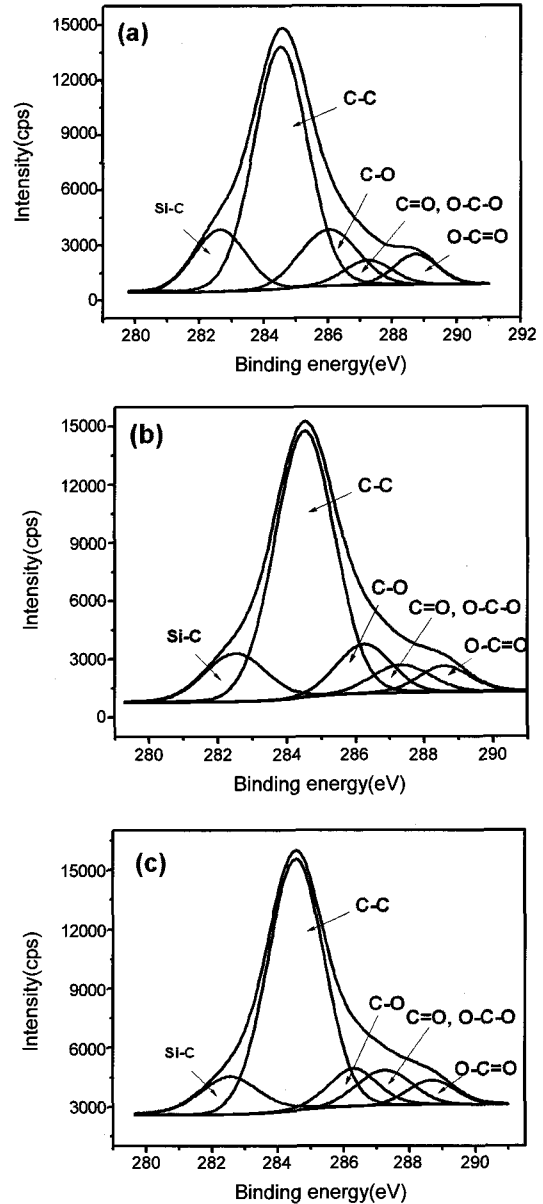 (a)
15000
12000
9000
6000
3000
0
Intensity(cps)
C-C
C-O
C=O, O-C-O
Si-C
O-C=O
280 282 284 286 288 290 292
Binding energy(eV)
(b)
15000
12000
9000
6000
3000
0
Intensity(cps)
C-C
C-O
C=O, O-C-O
Si-C
O-C=O
280 282 284 286 288 290
Binding energy(eV)
(c)
15000
12000
9000
6000
3000
Intensity(cps)
C-C
C-O
C=O, O-C-O
Si-C
O-C=O
280 282 284 286 288 290
Binding energy(eV)